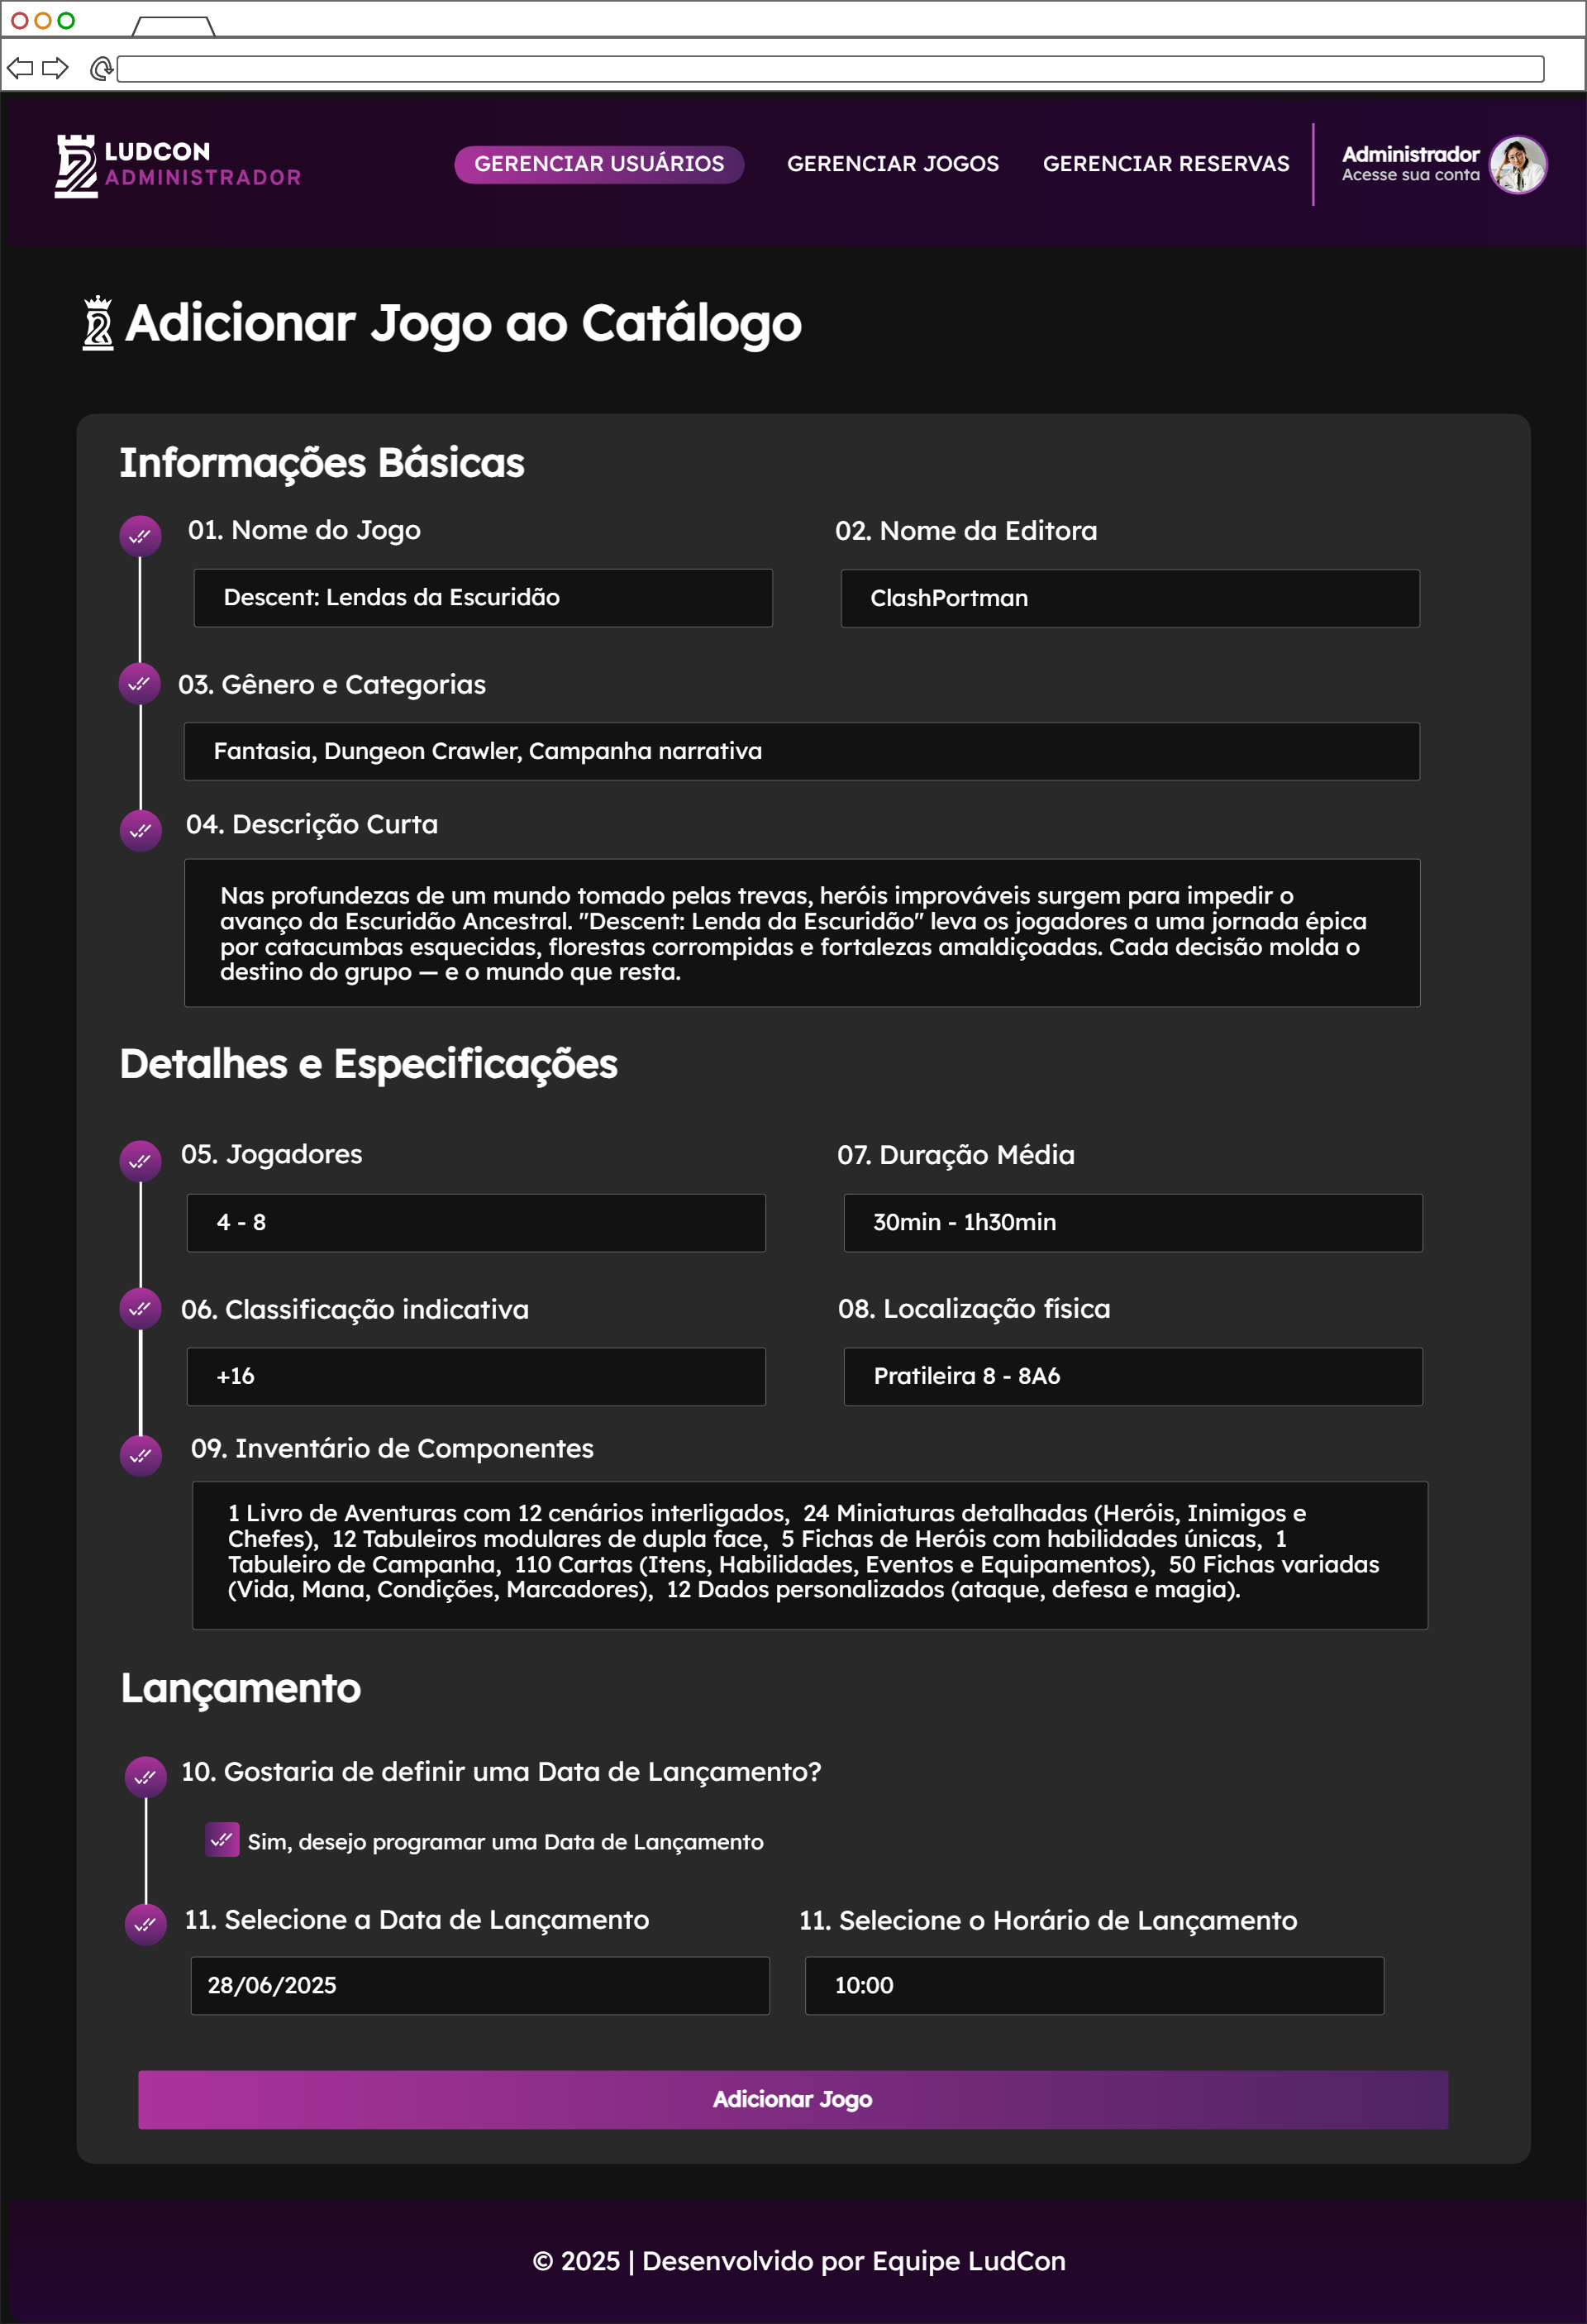 LUDCON
ADMINISTRADOR
GERENCIAR USUÁRIOS
GERENCIAR JOGOS
GERENCIAR RESERVAS
Administrador
Acesse sua conta
Adicionar Jogo ao Catálogo
Informações Básicas
01. Nome do Jogo
02. Nome da Editora
Descent: Lendas da Escuridão
ClashPortman
03. Gênero e Categorias
Fantasia, Dungeon Crawler, Campanha narrativa
04. Descrição Curta
Nas profundezas de um mundo tomado pelas trevas, heróis improváveis surgem para impedir o
avanço da Escuridão Ancestral. "Descent: Lenda da Escuridão" leva os jogadores a uma jornada épica
por catacumbas esquecidas, florestas corrompidas e fortalezas amaldiçoadas. Cada decisão molda o
destino do grupo — e o mundo que resta.
Detalhes e Especificações
05. Jogadores
07. Duração Média
4 - 8
30min - 1h30min
06. Classificação indicativa
08. Localização física
+16
Pratileira 8 - 8A6
09. Inventário de Componentes
1 Livro de Aventuras com 12 cenários interligados,  24 Miniaturas detalhadas (Heróis, Inimigos e
Chefes),  12 Tabuleiros modulares de dupla face,  5 Fichas de Heróis com habilidades únicas,  1
Tabuleiro de Campanha,  110 Cartas (Itens, Habilidades, Eventos e Equipamentos),  50 Fichas variadas
(Vida, Mana, Condições, Marcadores),  12 Dados personalizados (ataque, defesa e magia).
Lançamento
10. Gostaria de definir uma Data de Lançamento?
Sim, desejo programar uma Data de Lançamento
11. Selecione a Data de Lançamento
11. Selecione o Horário de Lançamento
28/06/2025
10:00
Adicionar Jogo
© 2025 | Desenvolvido por Equipe LudCon